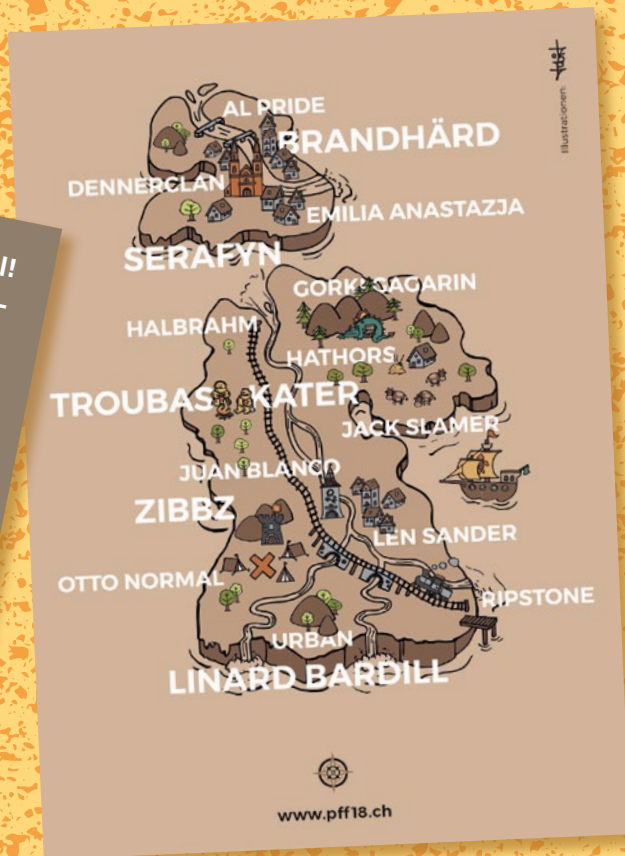 Illustrationen:
AL PRIDE
BRANDHÄRD
DENNERCLAN
EMILIA ANASTAZJA
SERAFYN
GORKI GAGARIN
HALBRAHM
HATHORS
TROUBAS KATER
JACK SLAMER
JUAN BLANCO
ZIBBZ
LEN SANDER
OTTO NORMAL
RIPSTONE
URBAN
LINARD BARDILL
www.pff18.ch